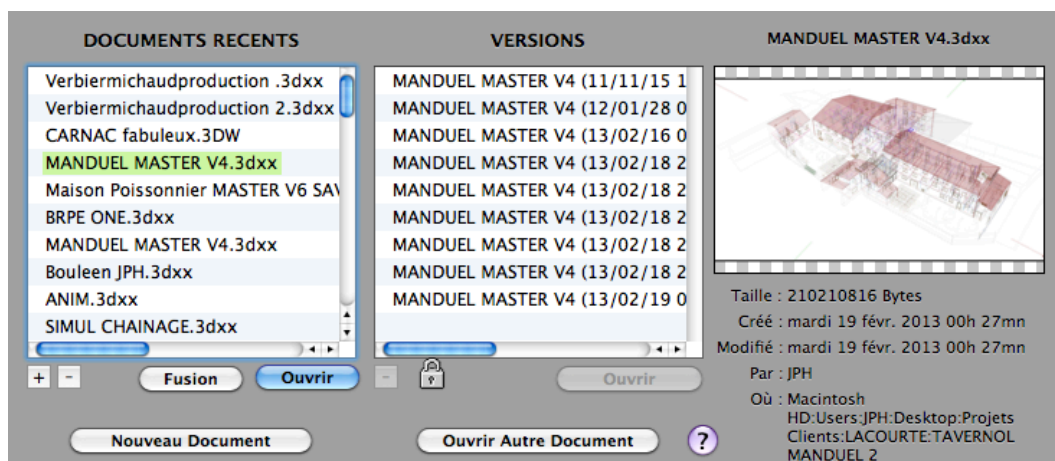 DOCUMENTS RECENTS
Verbiermichaudproduction .3dxx
Verbiermichaudproduction 2.3dxx
CARNAC fabuleux.3DW
MANDUEL MASTER V4.3dxx
Maison Poissonnier MASTER V6 SAV
BRPE ONE.3dxx
MANDUEL MASTER V4.3dxx
Bouleen JPH.3dxx
ANIM.3dxx
SIMUL CHAINAGE.3dxx
+ -
Fusion
Ouvrir
Nouveau Document
VERSIONS
MANDUEL MASTER V4 (11/11/15 1
MANDUEL MASTER V4 (12/01/28 0
MANDUEL MASTER V4 (13/02/16 0
MANDUEL MASTER V4 (13/02/18 2
MANDUEL MASTER V4 (13/02/18 2
MANDUEL MASTER V4 (13/02/18 2
MANDUEL MASTER V4 (13/02/18 2
MANDUEL MASTER V4 (13/02/18 2
MANDUEL MASTER V4 (13/02/19 0
-
Ouvrir
Ouvrir Autre Document
?
MANDUEL MASTER V4.3dxx
Taille : 210210816 Bytes
Créé : mardi 19 févr. 2013 00h 27mn
Modifié : mardi 19 févr. 2013 00h 27mn
Par : JPH
Où : Macintosh
HD:Users:JPH:Desktop:Projets
Clients:LACOURTE:TAVERNOL
MANDUEL 2